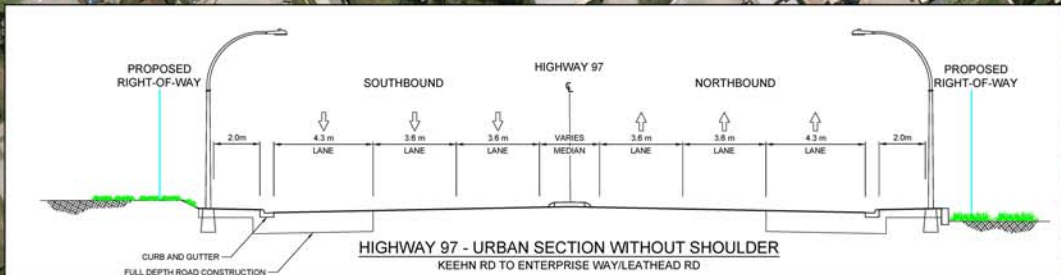 HIGHWAY 97
PROPOSED
RIGHT-OF-WAY
SOUTHBOUND
NORTHBOUND
PROPOSED
RIGHT-OF-WAY
2.0m
4.3 m
LANE
3.6 m
LANE
3.6 m
LANE
VARIES
MEDIAN
3.6 m
LANE
3.6 m
LANE
4.3 m
LANE
2.0m
CURB AND GUTTER
FULL DEPTH ROAD CONSTRUCTION
HIGHWAY 97 - URBAN SECTION WITHOUT SHOULDER
KEEHN RD TO ENTERPRISE WAY/LEATHEAD RD